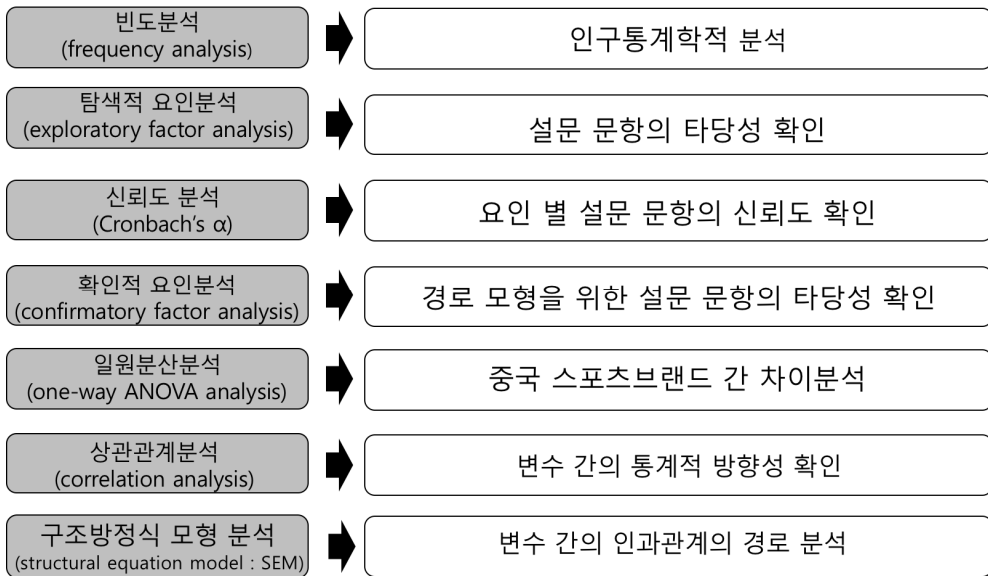 빈도분석
(frequency analysis)
인구통계학적 분석
탐색적 요인분석
(exploratory factor analysis)
설문 문항의 타당성 확인
신뢰도 분석
(Cronbach's α)
요인 별 설문 문항의 신뢰도 확인
확인적 요인분석
(confirmatory factor analysis)
경로 모형을 위한 설문 문항의 타당성 확인
일원분산분석
(one-way ANOVA analysis)
중국 스포츠브랜드 간 차이분석
상관관계분석
(correlation analysis)
변수 간의 통계적 방향성 확인
구조방정식 모형 분석
(structural equation model : SEM)
변수 간의 인과관계의 경로 분석